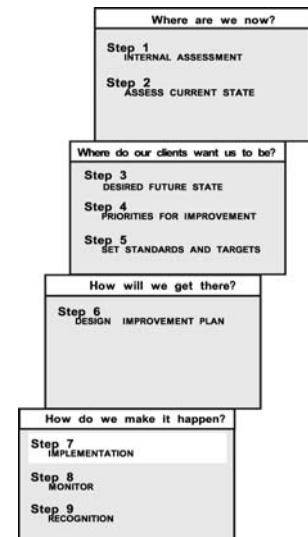 Where are we now?
Step 1
INTERNAL ASSESSMENT
Step 2
ASSESS CURRENT STATE
Where do our clients want us to be?
Step 3
DESIRED FUTURE STATE
Step 4
PRIORITIES FOR IMPROVEMENT
Step 5
SET STANDARDS AND TARGETS
How will we get there?
Step 6
DESIGN IMPROVEMENT PLAN
How do we make it happen?
Step 7
IMPLEMENTATION
Step 8
MONITOR
Step 9
RECOGNITION